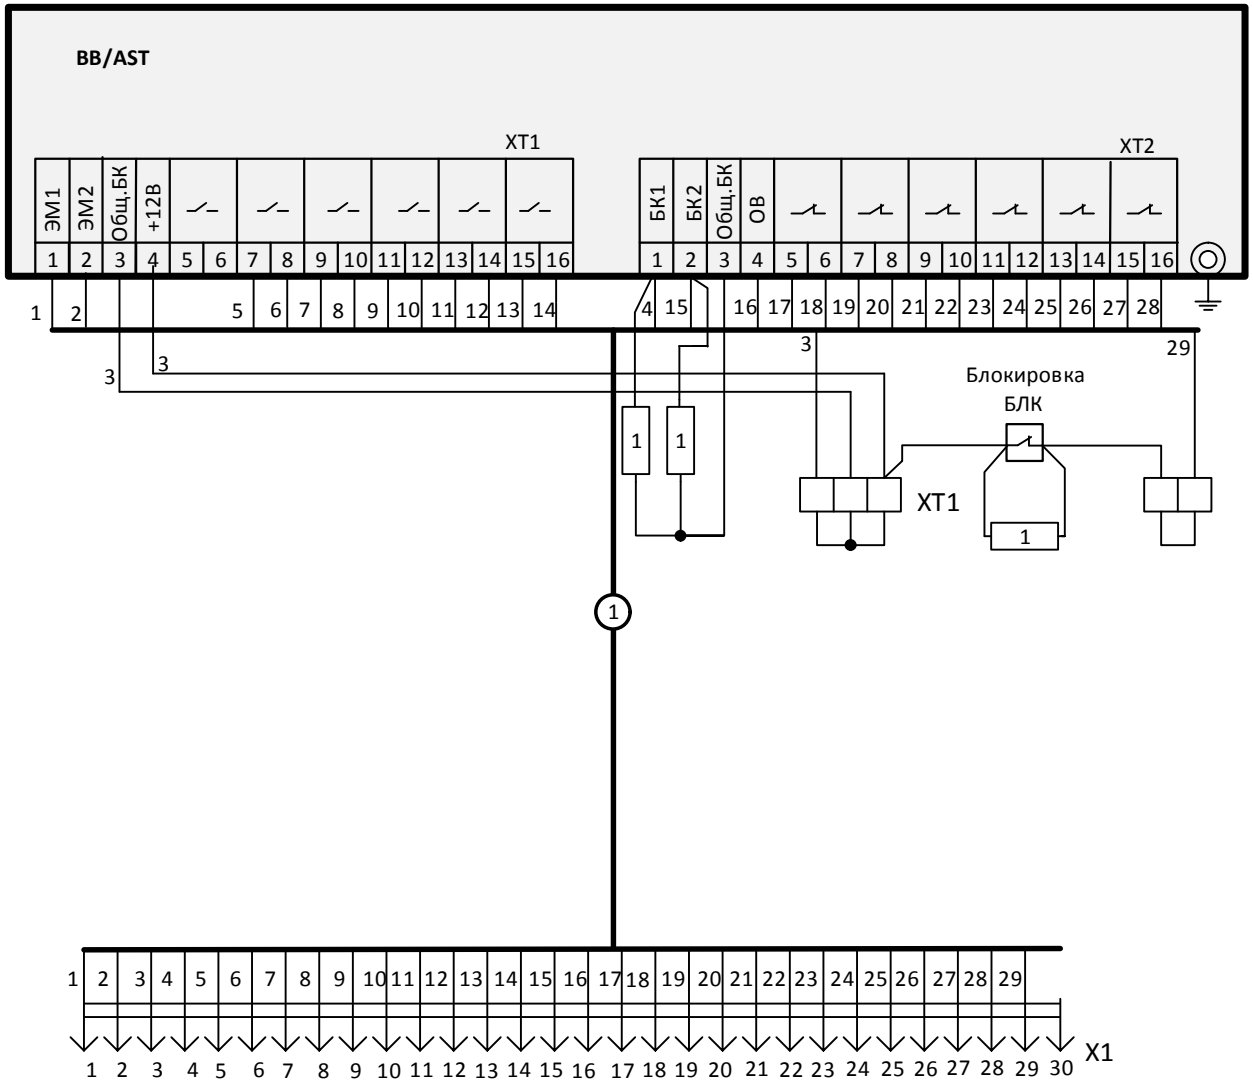 BB/AST
XT1
XT2
ЭМ1 ЭМ2 Общ.БК +12В
БК1 БК2 Общ.БК ОВ
1 2 3 4 5 6 7 8 9 10 11 12 13 14 15 16
1 2 3 4 5 6 7 8 9 10 11 12 13 14 15 16
1 2 5 6 7 8 9 10 11 12 13 14 4 15 16 17 18 19 20 21 22 23 24 25 26 27 28
3 3 3 29
Блокировка
БЛК
1 1
XT1
1
1
1 2 3 4 5 6 7 8 9 10 11 12 13 14 15 16 17 18 19 20 21 22 23 24 25 26 27 28 29
X1
1 2 3 4 5 6 7 8 9 10 11 12 13 14 15 16 17 18 19 20 21 22 23 24 25 26 27 28 29 30